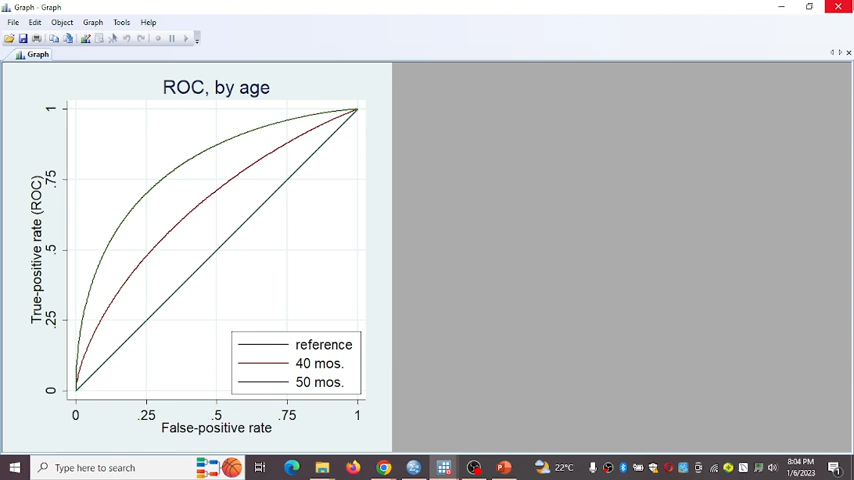 Graph - Graph
File Edit Object Graph Tools Help
Graph
ROC, by age
True-positive rate (ROC)
1
.75
.5
.25
0
reference
40 mos.
50 mos.
0 .25 .5 .75 1
False-positive rate
Type here to search
22°C
8:04 PM
1/6/2023